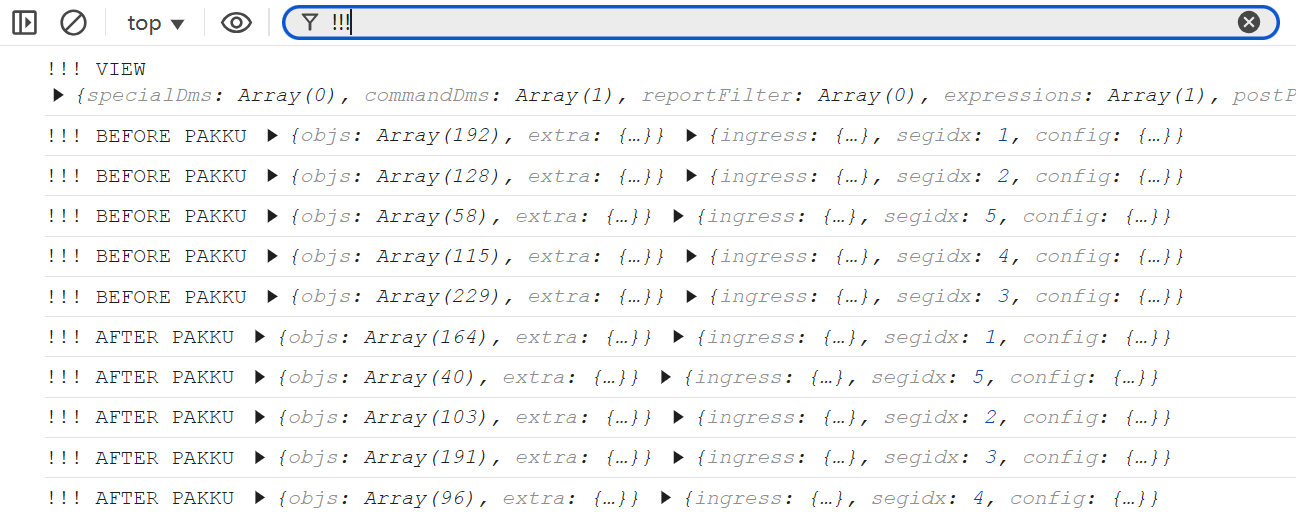 top !!!
!!! VIEW
{specialDms: Array(0), commandDms: Array(1), reportFilter: Array(0), expressions: Array(1), postP
!!! BEFORE PAKKU {objs: Array(192), extra: {…}} {ingress: {…}, segidx: 1, config: {…}}
!!! BEFORE PAKKU {objs: Array(128), extra: {…}} {ingress: {…}, segidx: 2, config: {…}}
!!! BEFORE PAKKU {objs: Array(58), extra: {…}} {ingress: {…}, segidx: 5, config: {…}}
!!! BEFORE PAKKU {objs: Array(115), extra: {…}} {ingress: {…}, segidx: 4, config: {…}}
!!! BEFORE PAKKU {objs: Array(229), extra: {…}} {ingress: {…}, segidx: 3, config: {…}}
!!! AFTER PAKKU {objs: Array(164), extra: {…}} {ingress: {…}, segidx: 1, config: {…}}
!!! AFTER PAKKU {objs: Array(40), extra: {…}} {ingress: {…}, segidx: 5, config: {…}}
!!! AFTER PAKKU {objs: Array(103), extra: {…}} {ingress: {…}, segidx: 2, config: {…}}
!!! AFTER PAKKU {objs: Array(191), extra: {…}} {ingress: {…}, segidx: 3, config: {…}}
!!! AFTER PAKKU {objs: Array(96), extra: {…}} {ingress: {…}, segidx: 4, config: {…}}